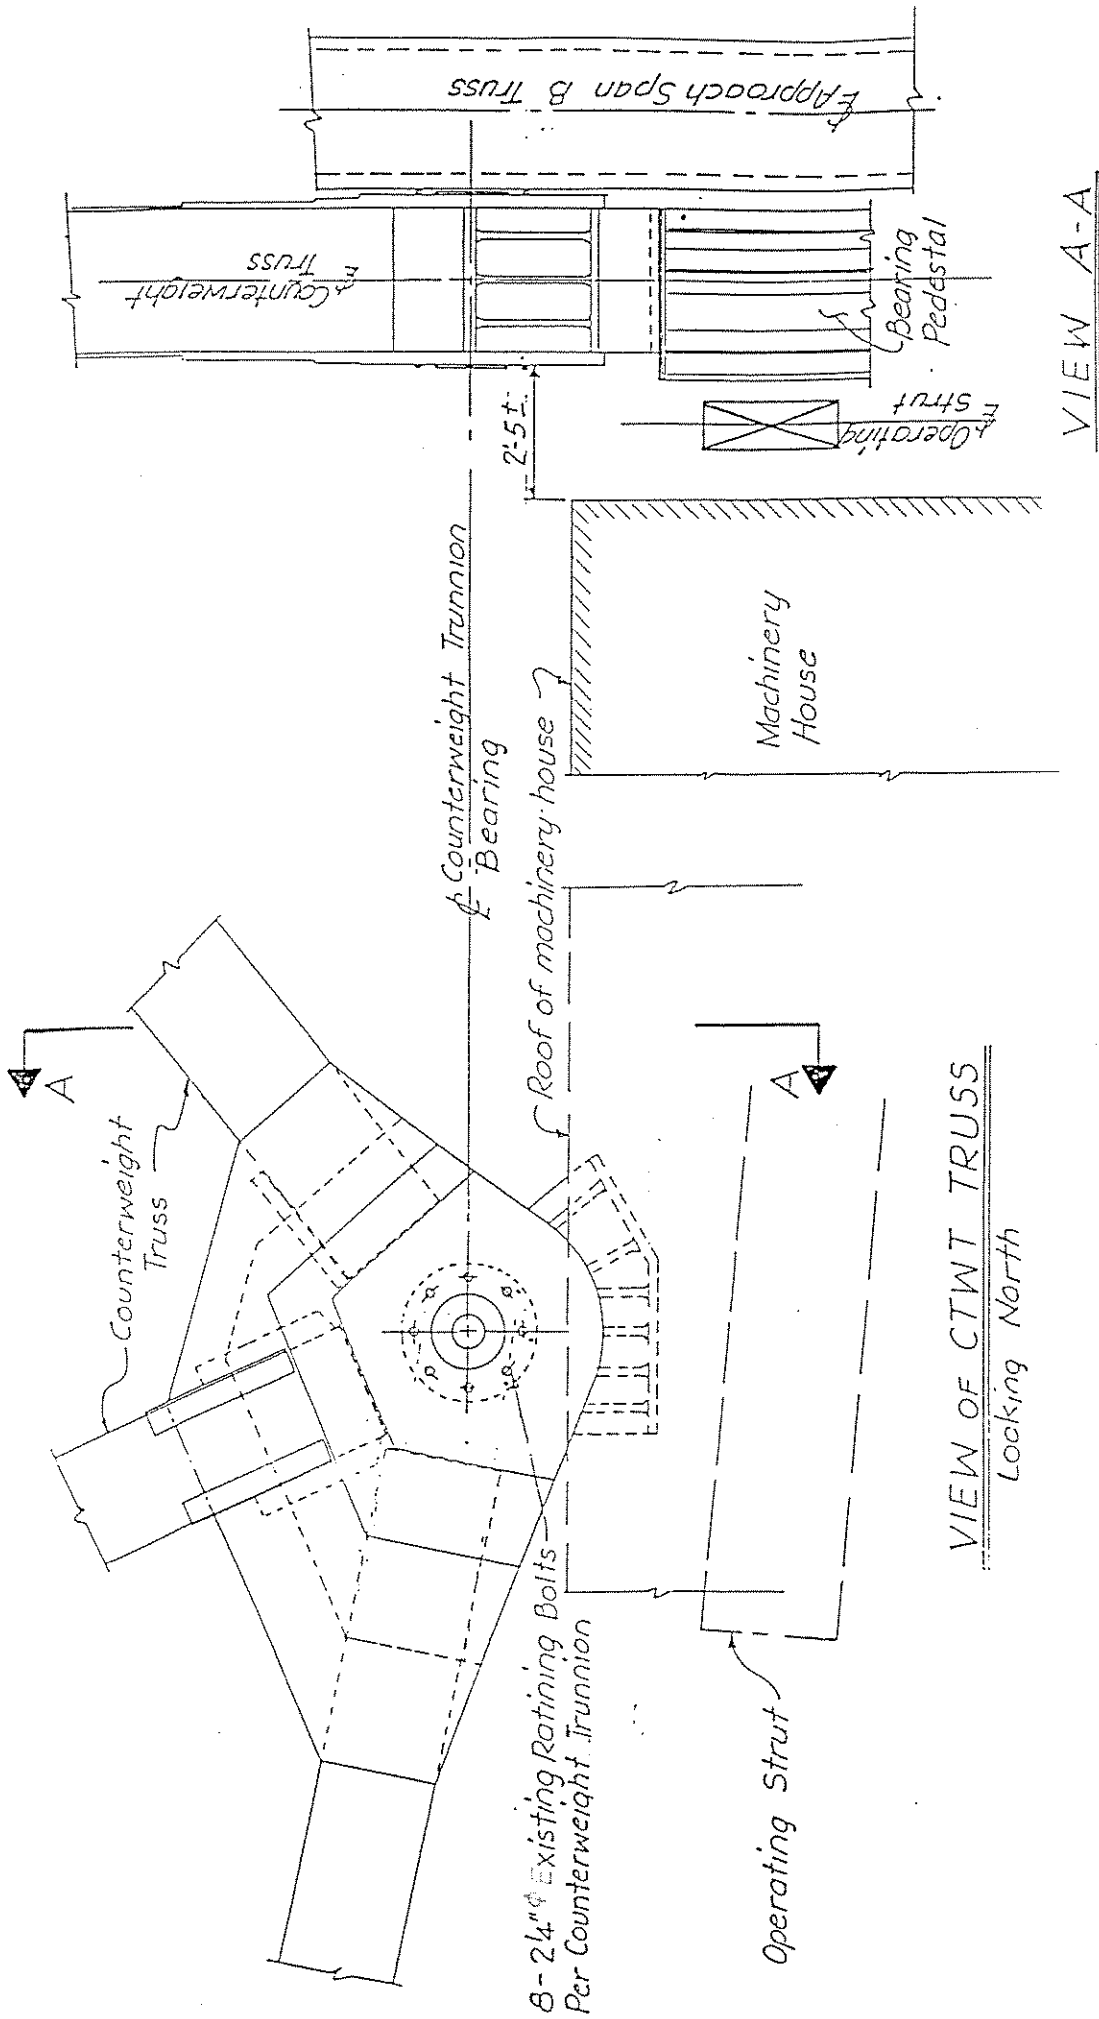 Counterweight
Truss
A
A
℄ Counterweight Trunnion
Bearing
Roof of machinery house
8-2¼"ᶲ Existing Ratining Bolts
Per Counterweight Trunnion
Operating Strut
VIEW OF CTWT TRUSS
Looking North
℄ Counterweight
Truss
℄ Approach Span B Truss
2'-5±
℄ Operating
Strut
Bearing
Pedestal
Machinery
House
VIEW A-A